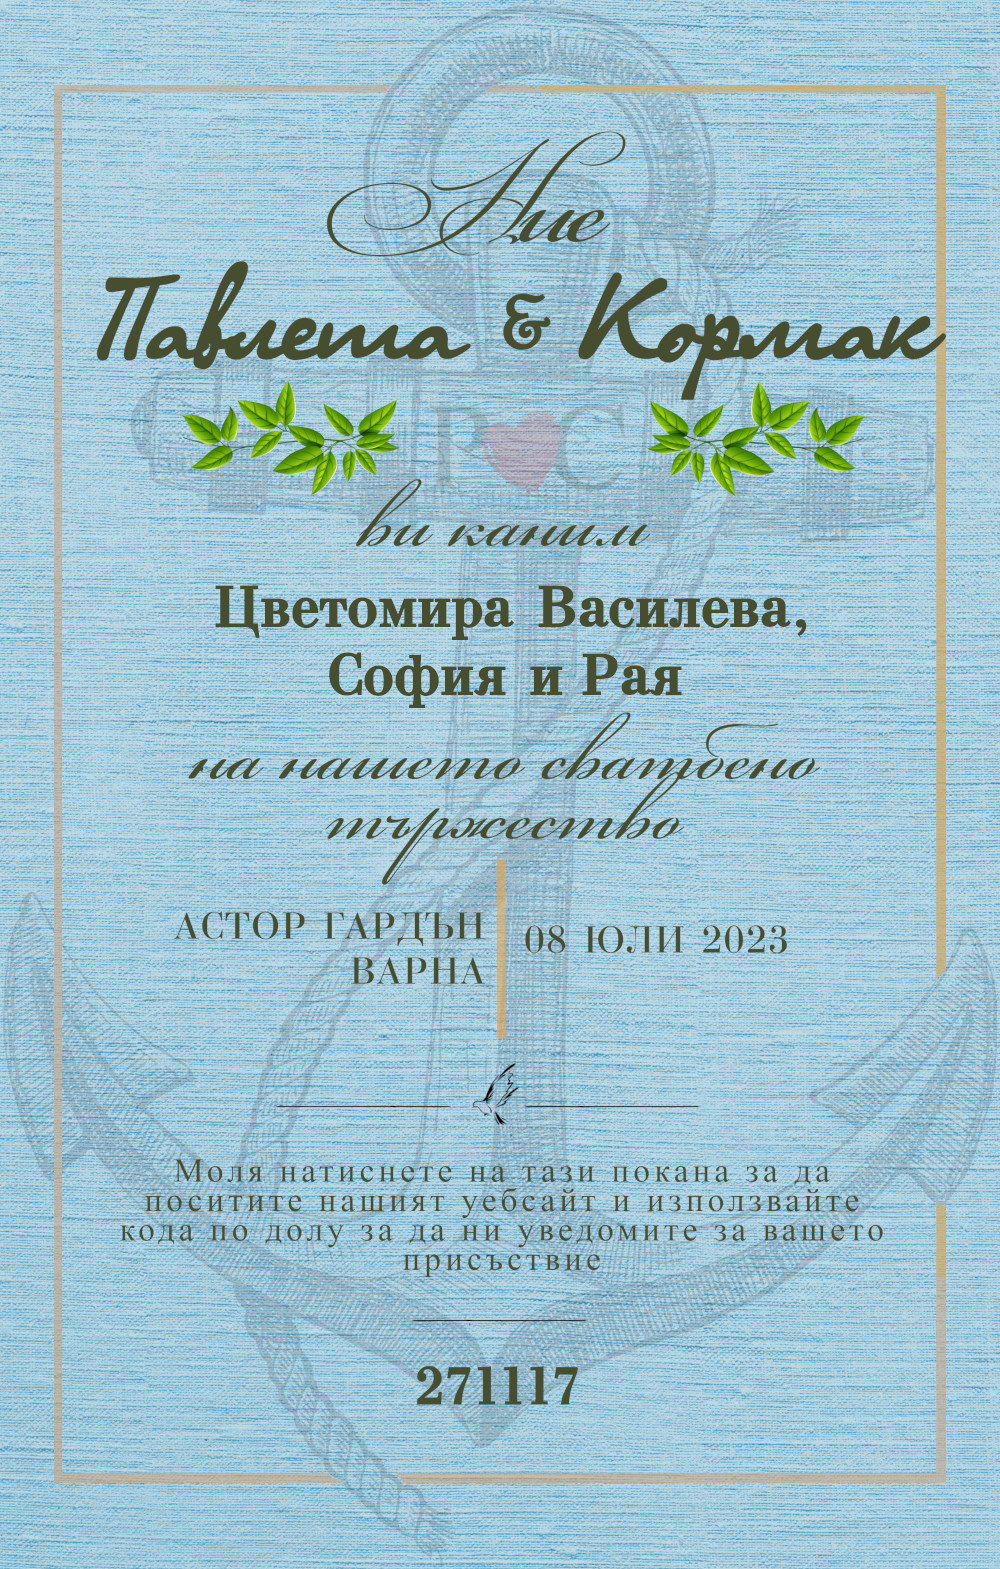 Ние
Павлета & Кормак
P C
ви каним
Цветомира Василева,
София и Рая
на нашето сватбено
тържество
АСТОР ГАРДЪН
ВАРНА
08 ЮЛИ 2023
Моля натиснете на тази покана за да
поситите нашият уебсайт и използвайте
кода по долу за да ни уведомите за вашето
присъствие
271117